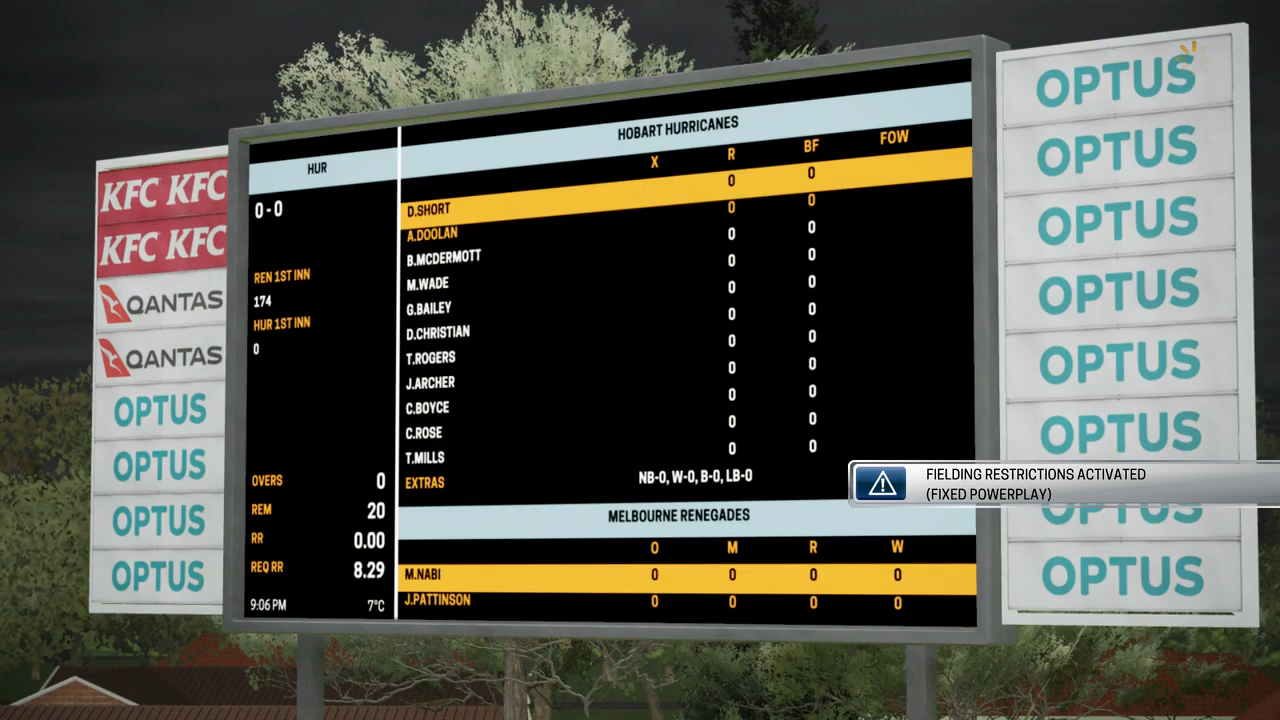 KFC KFC
KFC KFC
QANTAS
QANTAS
OPTUS
OPTUS
OPTUS
OPTUS
HUR
0 - 0
REN 1ST INN
174
HUR 1ST INN
0
OVERS 0
REM 20
RR 0.00
REQ RR 8.29
9:06 PM 7°C
HOBART HURRICANES
X R BF FOW
D.SHORT 0 0
A.DOOLAN 0 0
B.MCDERMOTT 0 0
M.WADE 0 0
G.BAILEY 0 0
D.CHRISTIAN 0 0
T.ROGERS 0 0
J.ARCHER 0 0
C.BOYCE 0 0
C.ROSE 0 0
T.MILLS 0 0
EXTRAS NB-0, W-0, B-0, LB-0
MELBOURNE RENEGADES
O M R W
M.NABI 0 0 0 0
J.PATTINSON 0 0 0 0
OPTUS
OPTUS
OPTUS
OPTUS
OPTUS
OPTUS
FIELDING RESTRICTIONS ACTIVATED
(FIXED POWERPLAY)
OPTUS
OPTUS